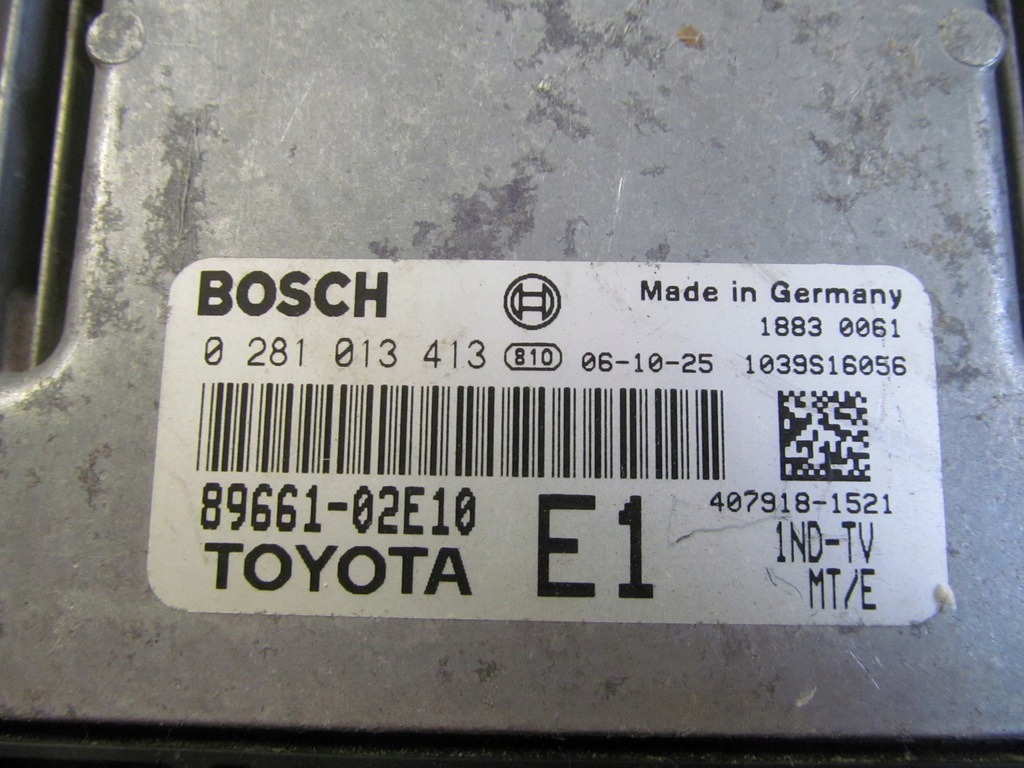 BOSCH
Made in Germany
1883 0061
0 281 013 413 810 06-10-25 1039S16056
89661-02E10
E1
407918-1521
1ND-TV
TOYOTA
MT/E